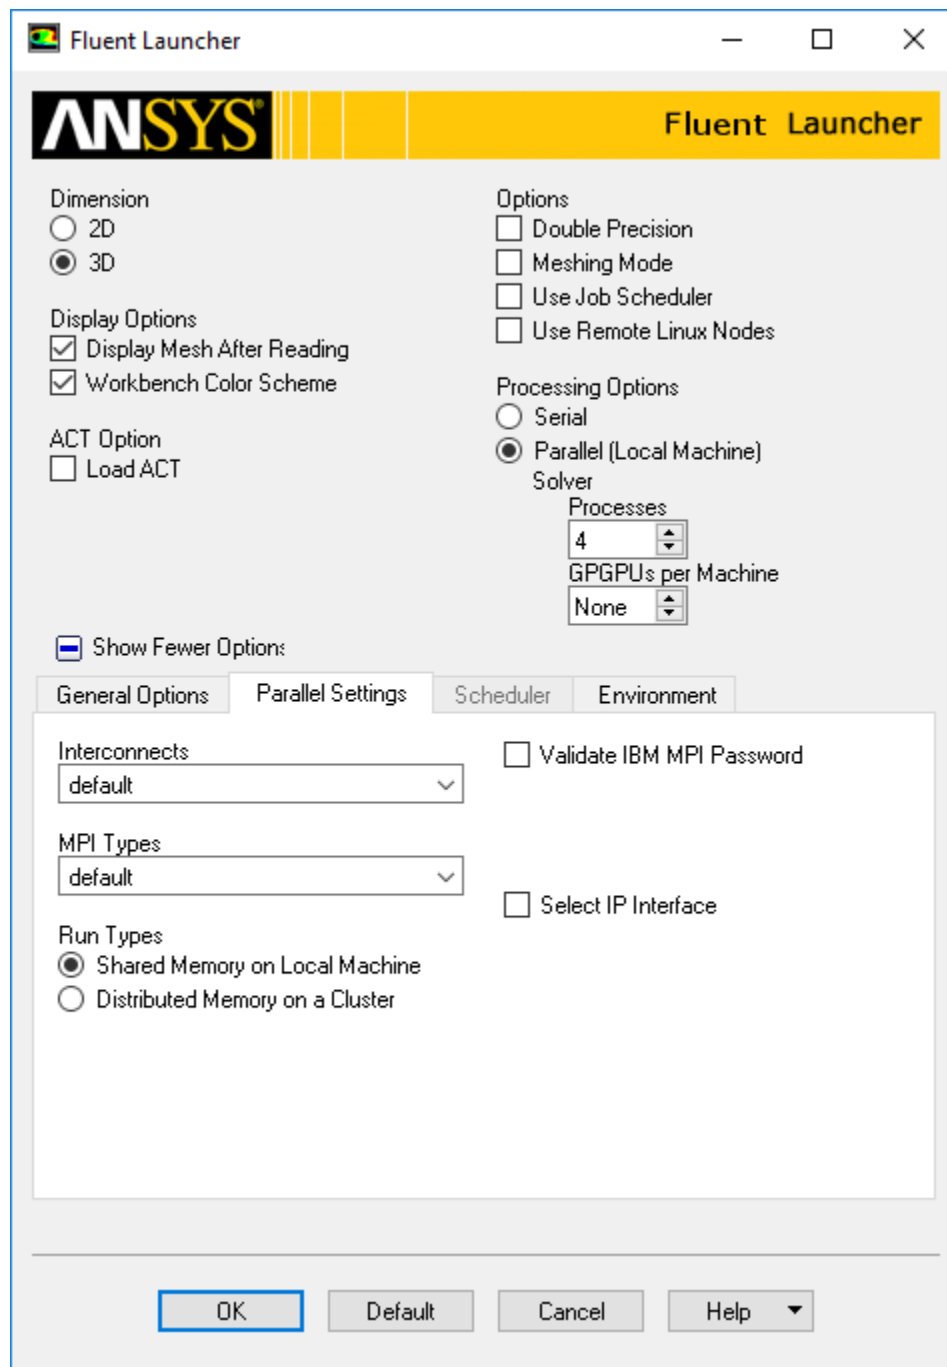 Fluent Launcher
ANSYS®
Fluent Launcher
Dimension
2D
3D
Display Options
Display Mesh After Reading
Workbench Color Scheme
ACT Option
Load ACT
Options
Double Precision
Meshing Mode
Use Job Scheduler
Use Remote Linux Nodes
Processing Options
Serial
Parallel (Local Machine)
Solver
Processes
4
GPGPUs per Machine
None
Show Fewer Options
General Options Parallel Settings Scheduler Environment
Interconnects
default
MPI Types
default
Run Types
Shared Memory on Local Machine
Distributed Memory on a Cluster
Validate IBM MPI Password
Select IP Interface
OK Default Cancel Help